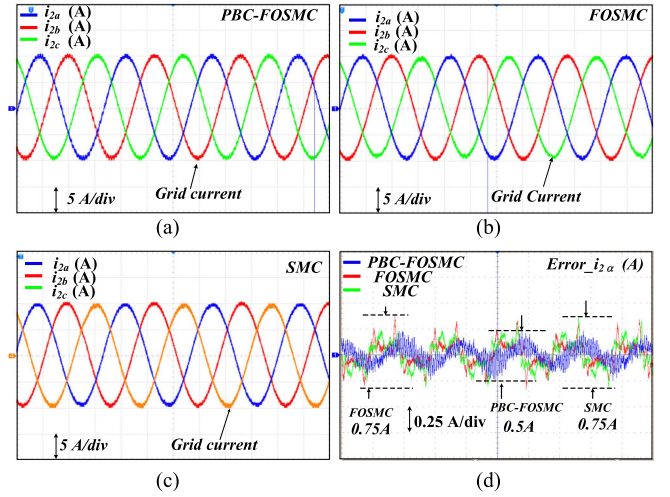 i2a (A)
i2b (A)
i2c (A)
PBC-FOSMC
5 A/div
Grid current
(a)
i2a (A)
i2b (A)
i2c (A)
FOSMC
5 A/div
Grid Current
(b)
i2a (A)
i2b (A)
i2c (A)
SMC
5 A/div
Grid current
(c)
PBC-FOSMC
FOSMC
SMC
Error_i2α (A)
FOSMC
0.75A
0.25 A/div
PBC-FOSMC
0.5A
SMC
0.75A
(d)